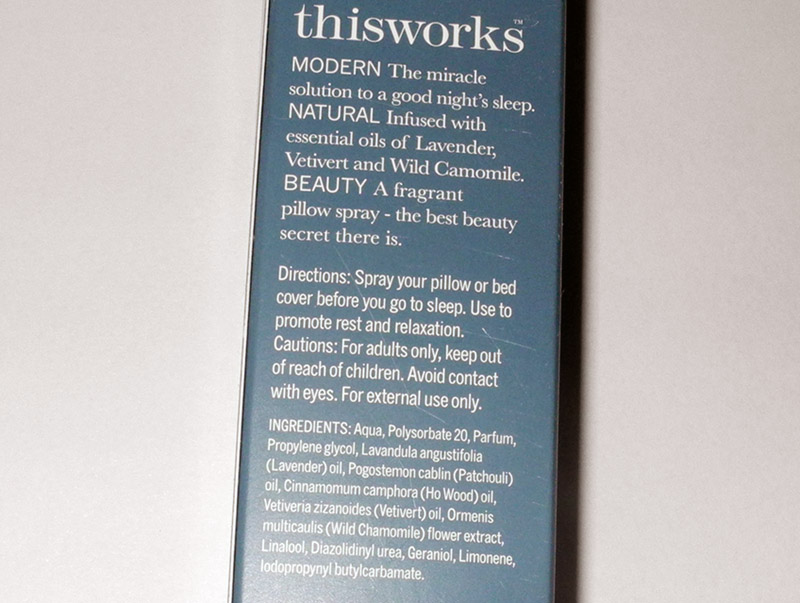 thisworks™
MODERN The miracle
solution to a good night's sleep.
NATURAL Infused with
essential oils of Lavender,
Vetivert and Wild Camomile.
BEAUTY A fragrant
pillow spray - the best beauty
secret there is.
Directions: Spray your pillow or bed
cover before you go to sleep. Use to
promote rest and relaxation.
Cautions: For adults only, keep out
of reach of children. Avoid contact
with eyes. For external use only.
INGREDIENTS: Aqua, Polysorbate 20, Parfum,
Propylene glycol, Lavandula angustifolia
(Lavender) oil, Pogostemon cablin (Patchouli)
oil, Cinnamomum camphora (Ho Wood) oil,
Vetiveria zizanoides (Vetivert) oil, Ormenis
multicaulis (Wild Chamomile) flower extract,
Linalool, Diazolidinyl urea, Geraniol, Limonene,
Iodopropynyl butylcarbamate.